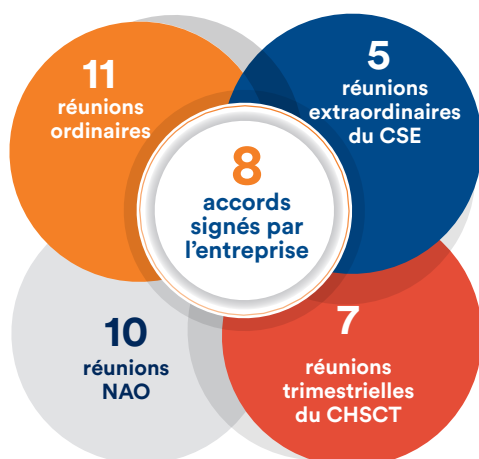 11
réunions
ordinaires
5
réunions
extraordinaires
du CSE
8
accords
signés par
l'entreprise
10
réunions
NAO
7
réunions
trimestrielles
du CHSCT